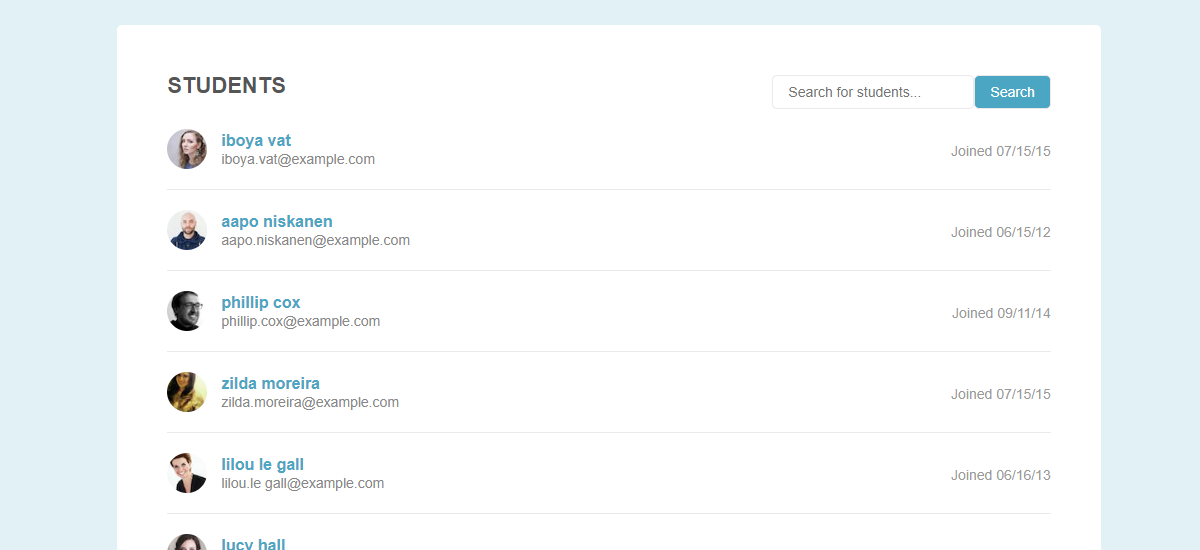 STUDENTS
Search for students...
Search
iboya vat
iboya.vat@example.com
Joined 07/15/15
aapo niskanen
aapo.niskanen@example.com
Joined 06/15/12
phillip cox
phillip.cox@example.com
Joined 09/11/14
zilda moreira
zilda.moreira@example.com
Joined 07/15/15
lilou le gall
lilou.le gall@example.com
Joined 06/16/13
lucy hall